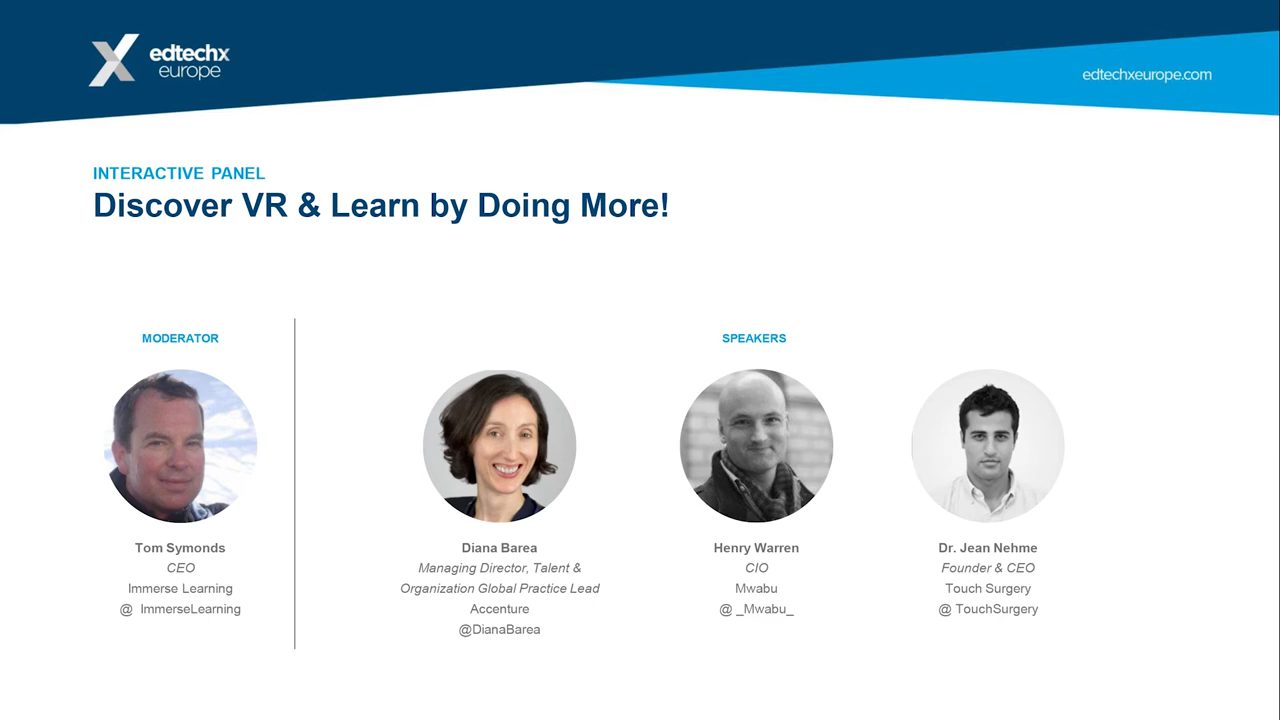 edtechx
europe
edtechxeurope.com
INTERACTIVE PANEL
Discover VR & Learn by Doing More!
MODERATOR
Tom Symonds
CEO
Immerse Learning
@ ImmerseLearning
SPEAKERS
Diana Barea
Managing Director, Talent &
Organization Global Practice Lead
Accenture
@DianaBarea
Henry Warren
CIO
Mwabu
@ _Mwabu_
Dr. Jean Nehme
Founder & CEO
Touch Surgery
@ TouchSurgery